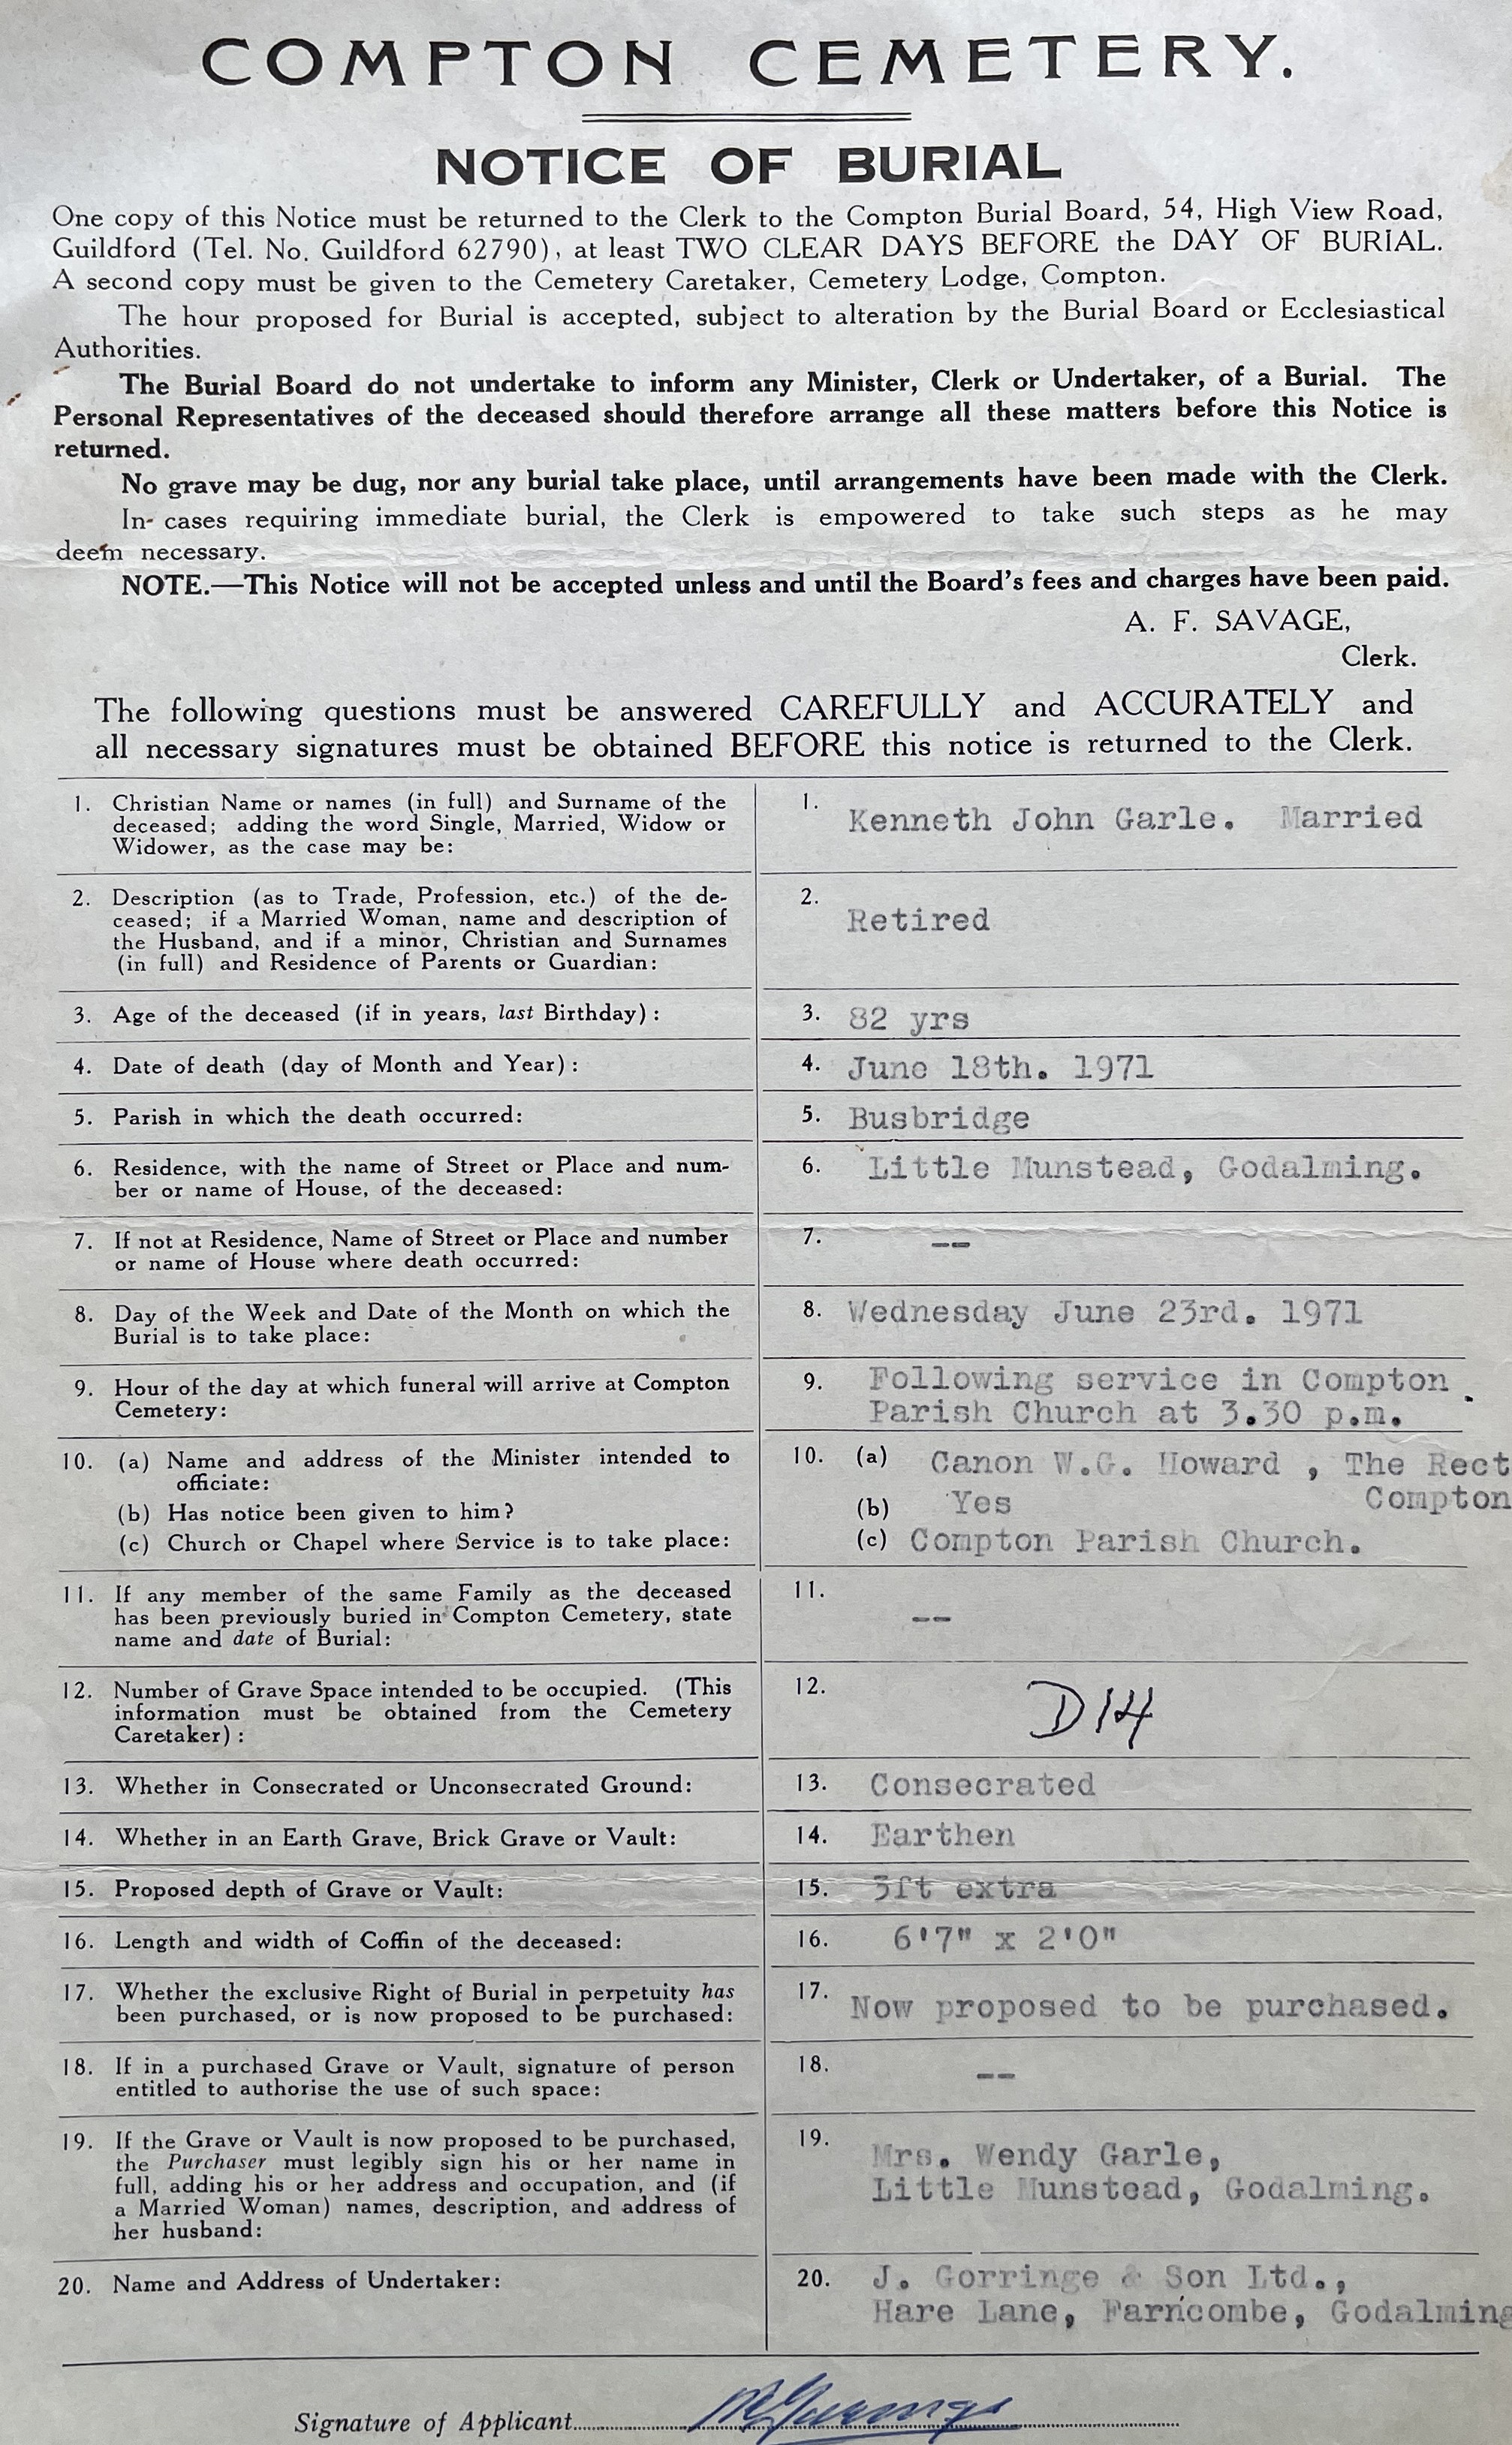 COMPTON CEMETERY.
NOTICE OF BURIAL
One copy of this Notice must be returned to the Clerk to the Compton Burial Board, 54, High View Road,
Guildford (Tel. No. Guildford 62790), at least TWO CLEAR DAYS BEFORE the DAY OF BURIAL.
A second copy must be given to the Cemetery Caretaker, Cemetery Lodge, Compton.
The hour proposed for Burial is accepted, subject to alteration by the Burial Board or Ecclesiastical
Authorities.
The Burial Board do not undertake to inform any Minister, Clerk or Undertaker, of a Burial. The
Personal Representatives of the deceased should therefore arrange all these matters before this Notice is
returned.
No grave may be dug, nor any burial take place, until arrangements have been made with the Clerk.
In cases requiring immediate burial, the Clerk is empowered to take such steps as he may
deem necessary.
NOTE.—This Notice will not be accepted unless and until the Board's fees and charges have been paid.
A. F. SAVAGE,
Clerk.
The following questions must be answered CAREFULLY and ACCURATELY and
all necessary signatures must be obtained BEFORE this notice is returned to the Clerk.
1. Christian Name or names (in full) and Surname of the
deceased; adding the word Single, Married, Widow or
Widower, as the case may be:
1. Kenneth John Garle. Married
2. Description (as to Trade, Profession, etc.) of the de-
ceased; if a Married Woman, name and description of
the Husband, and if a minor, Christian and Surnames
(in full) and Residence of Parents or Guardian:
2. Retired
3. Age of the deceased (if in years, last Birthday):
3. 82 yrs
4. Date of death (day of Month and Year):
4. June 18th. 1971
5. Parish in which the death occurred:
5. Busbridge
6. Residence, with the name of Street or Place and num-
ber or name of House, of the deceased:
6. Little Munstead, Godalming.
7. If not at Residence, Name of Street or Place and number
or name of House where death occurred:
7. --
8. Day of the Week and Date of the Month on which the
Burial is to take place:
8. Wednesday June 23rd. 1971
9. Hour of the day at which funeral will arrive at Compton
Cemetery:
9. Following service in Compton
Parish Church at 3.30 p.m.
10. (a) Name and address of the Minister intended to
officiate:
(b) Has notice been given to him?
(c) Church or Chapel where Service is to take place:
10. (a) Canon W.G. Howard , The Rect
Compton
(b) Yes
(c) Compton Parish Church.
11. If any member of the same Family as the deceased
has been previously buried in Compton Cemetery, state
name and date of Burial:
11. --
12. Number of Grave Space intended to be occupied. (This
information must be obtained from the Cemetery
Caretaker):
12. D14
13. Whether in Consecrated or Unconsecrated Ground:
13. Consecrated
14. Whether in an Earth Grave, Brick Grave or Vault:
14. Earthen
15. Proposed depth of Grave or Vault:
15. 3ft extra
16. Length and width of Coffin of the deceased:
16. 6'7" x 2'0"
17. Whether the exclusive Right of Burial in perpetuity has
been purchased, or is now proposed to be purchased:
17. Now proposed to be purchased.
18. If in a purchased Grave or Vault, signature of person
entitled to authorise the use of such space:
18. --
19. If the Grave or Vault is now proposed to be purchased,
the Purchaser must legibly sign his or her name in
full, adding his or her address and occupation, and (if
a Married Woman) names, description, and address of
her husband:
19. Mrs. Wendy Garle,
Little Munstead, Godalming.
20. Name and Address of Undertaker:
20. J. Gorringe & Son Ltd.,
Hare Lane, Farncombe, Godalming
Signature of Applicant